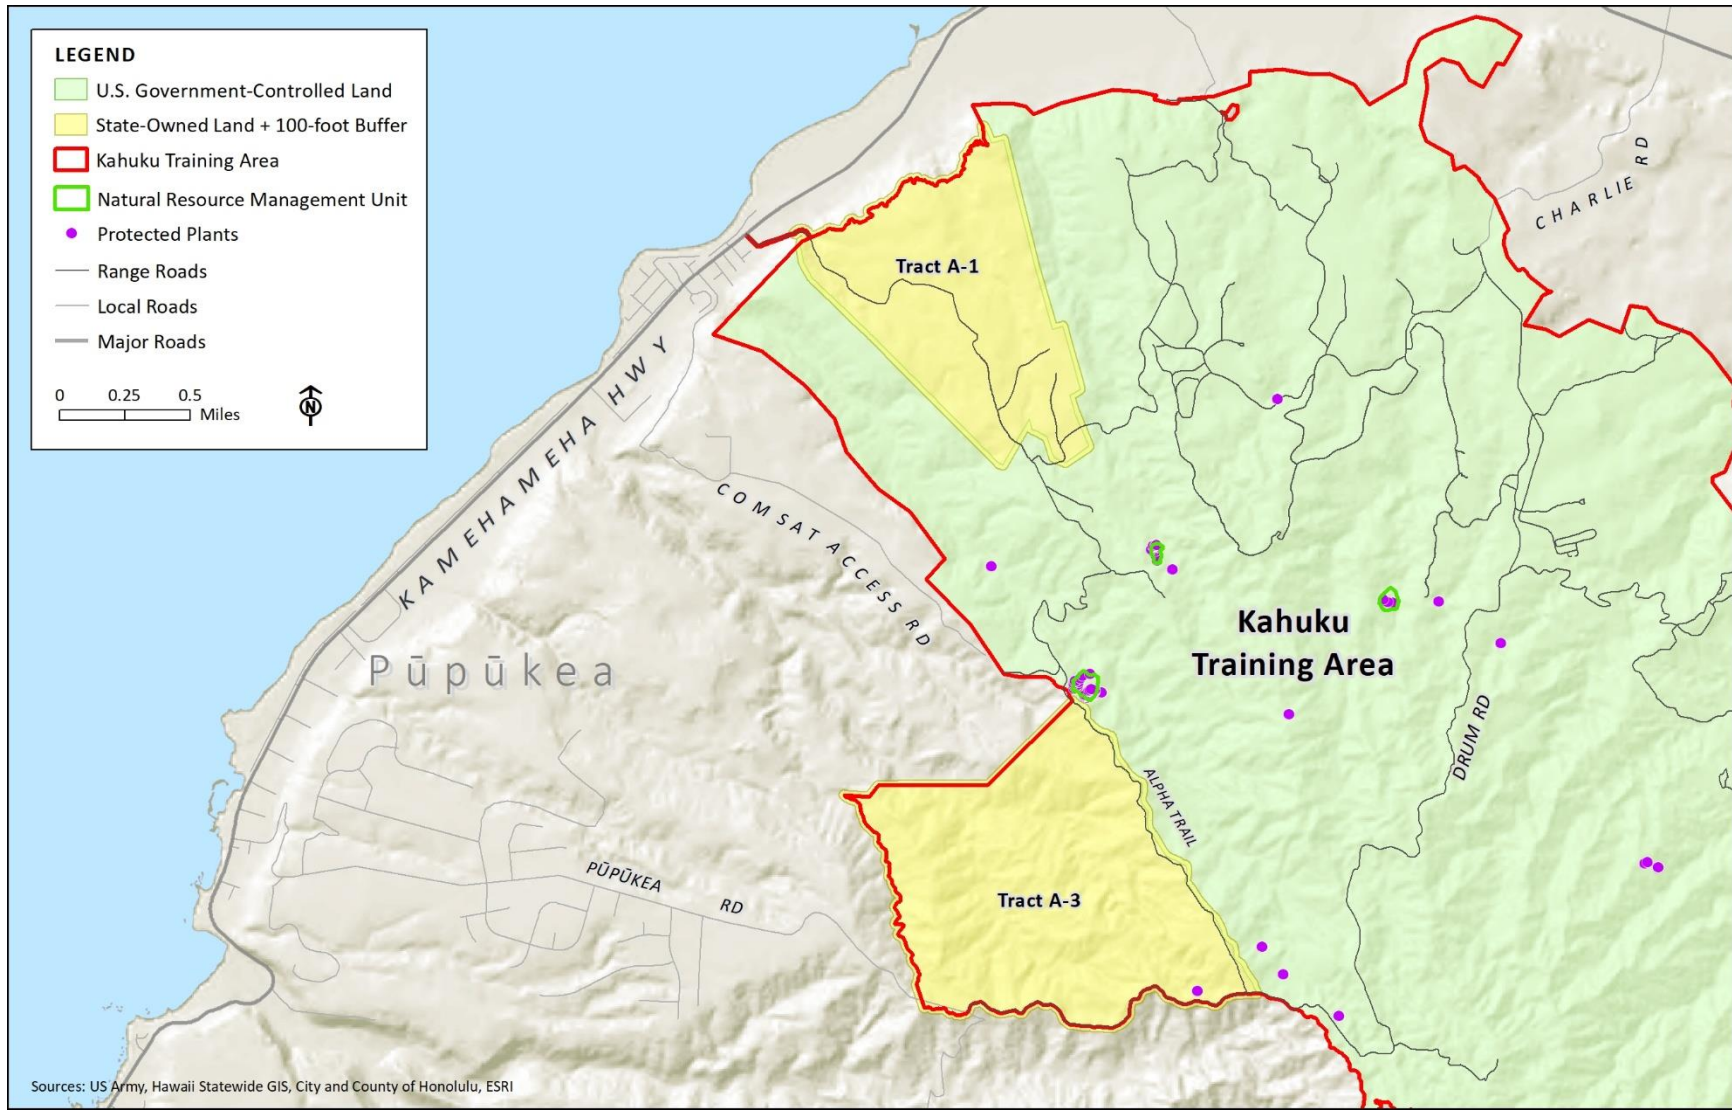 LEGEND
U.S. Government-Controlled Land
State-Owned Land + 100-foot Buffer
Kahuku Training Area
Natural Resource Management Unit
Protected Plants
Range Roads
Local Roads
Major Roads
0 0.25 0.5
Miles
N
CHARLIE RD
Tract A-1
KAMEHAMEHA HWY
COMSAT ACCESS RD
Kahuku
Training Area
Pūpūkea
DRUM RD
ALPHA TRAIL
PŪPŪKEA
RD
Tract A-3
Sources: US Army, Hawaii Statewide GIS, City and County of Honolulu, ESRI